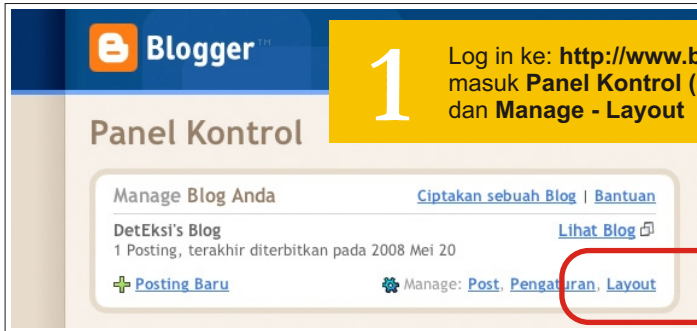 Blogger™
1
Log in ke: http://www.b
masuk Panel Kontrol (
dan Manage - Layout
Panel Kontrol
Manage Blog Anda
Ciptakan sebuah Blog | Bantuan
DetEksi's Blog
Lihat Blog
1 Posting, terakhir diterbitkan pada 2008 Mei 20
Posting Baru
Manage: Post, Pengaturan, Layout